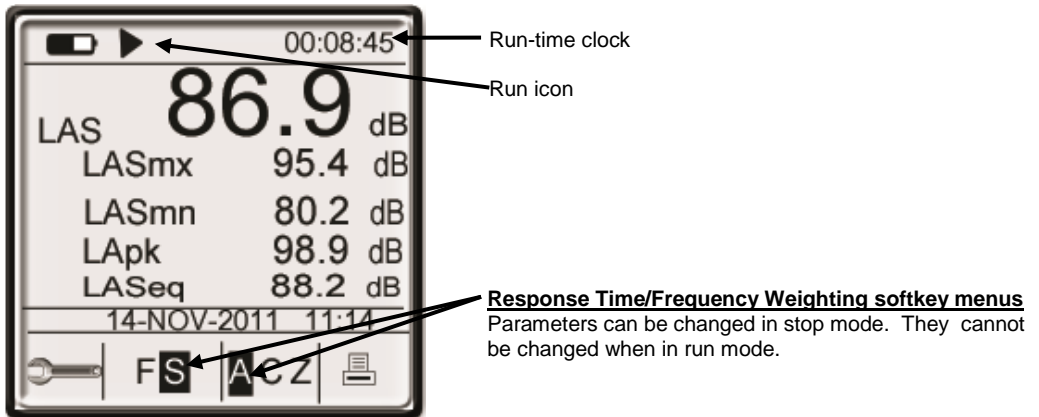 00:08:45
Run-time clock
Run icon
LAS 86.9 dB
LASmx 95.4 dB
LASmn 80.2 dB
LApk 98.9 dB
LASeq 88.2 dB
14-NOV-2011 11:14
F S A C Z
Response Time/Frequency Weighting softkey menus
Parameters can be changed in stop mode. They cannot
be changed when in run mode.